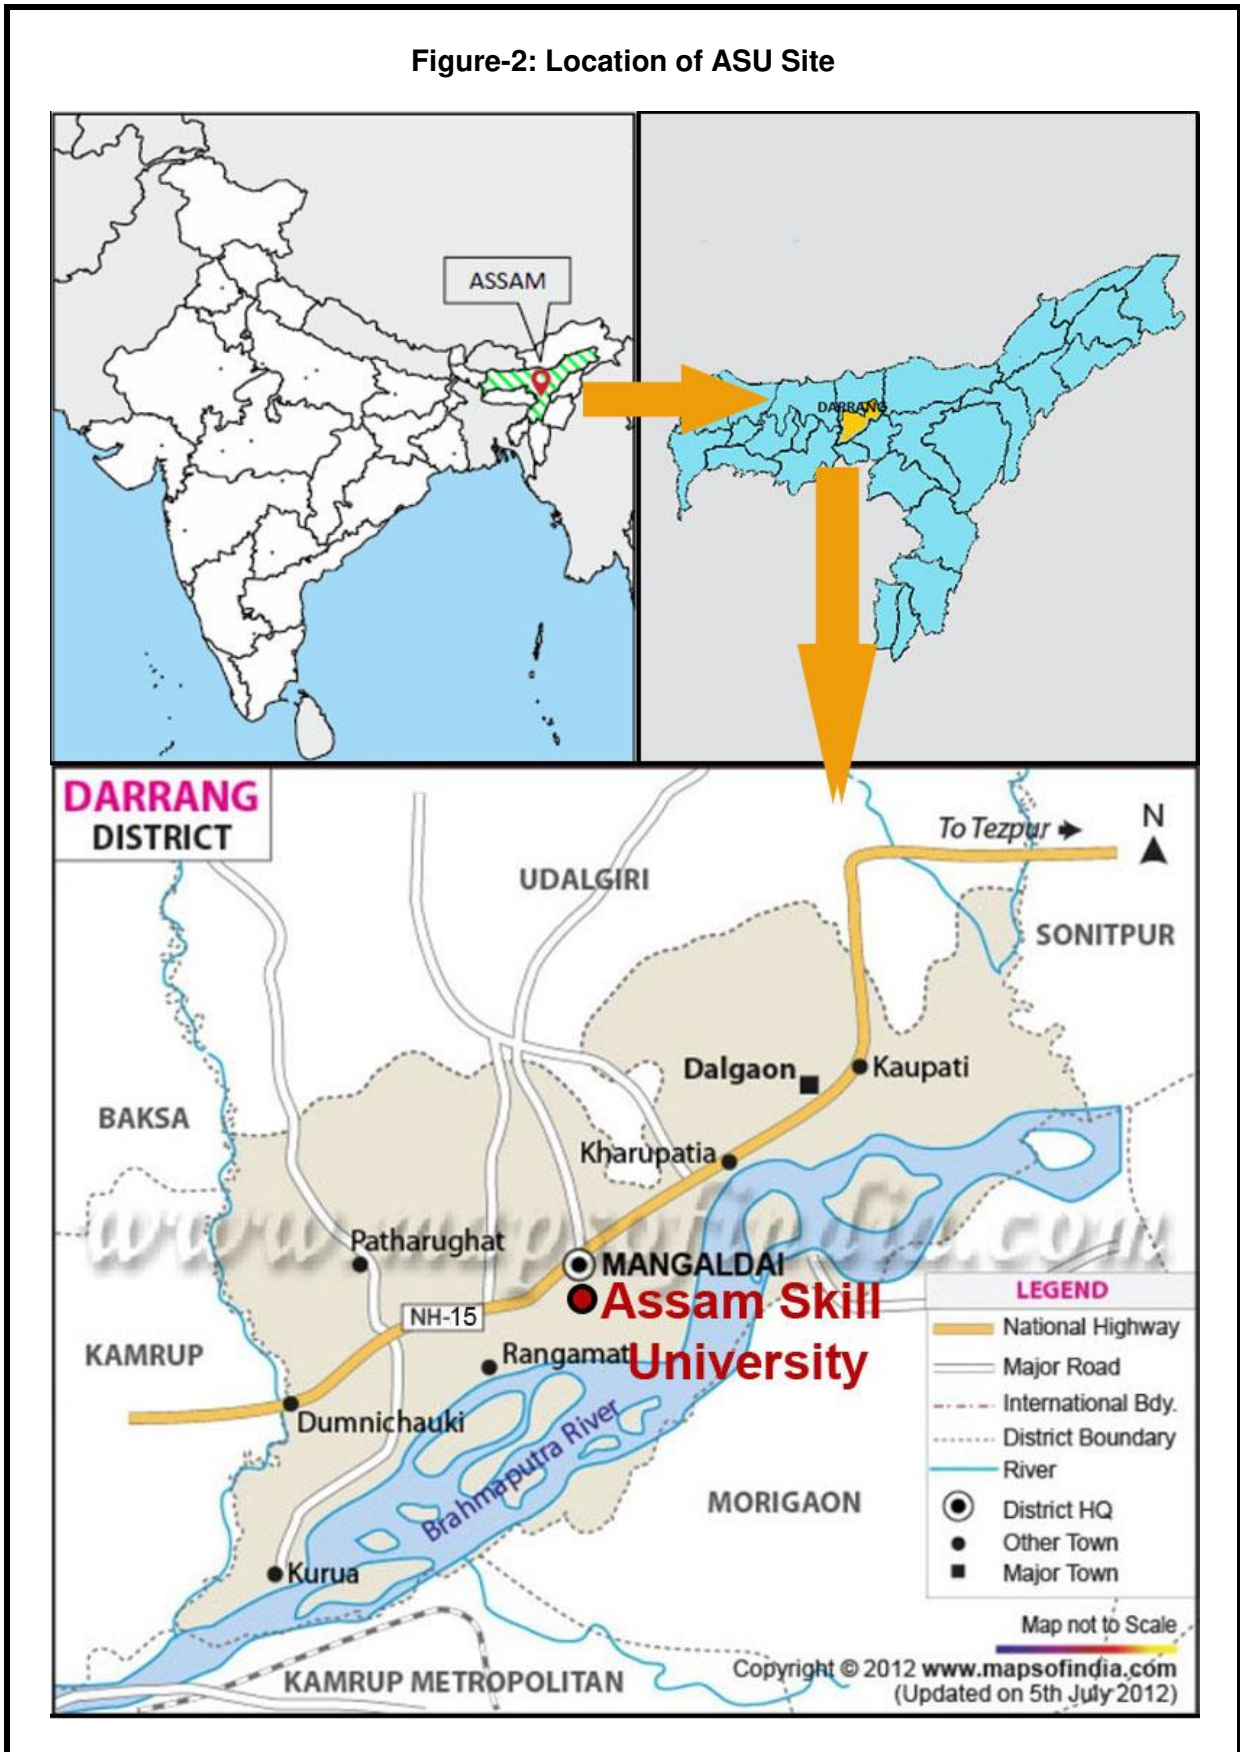 Figure-2: Location of ASU Site
ASSAM
DARRANG
DARRANG
DISTRICT
To Tezpur
N
UDALGIRI
SONITPUR
Dalgaon
Kaupati
BAKSA
Kharupatia
www.mapsofindia.com
Patharughat
MANGALDAI
Assam Skill
University
NH-15
KAMRUP
Rangamati
Dumnichauki
Brahmaputra River
MORIGAON
Kurua
KAMRUP METROPOLITAN
LEGEND
National Highway
Major Road
International Bdy.
District Boundary
River
District HQ
Other Town
Major Town
Map not to Scale
Copyright © 2012 www.mapsofindia.com
(Updated on 5th July 2012)